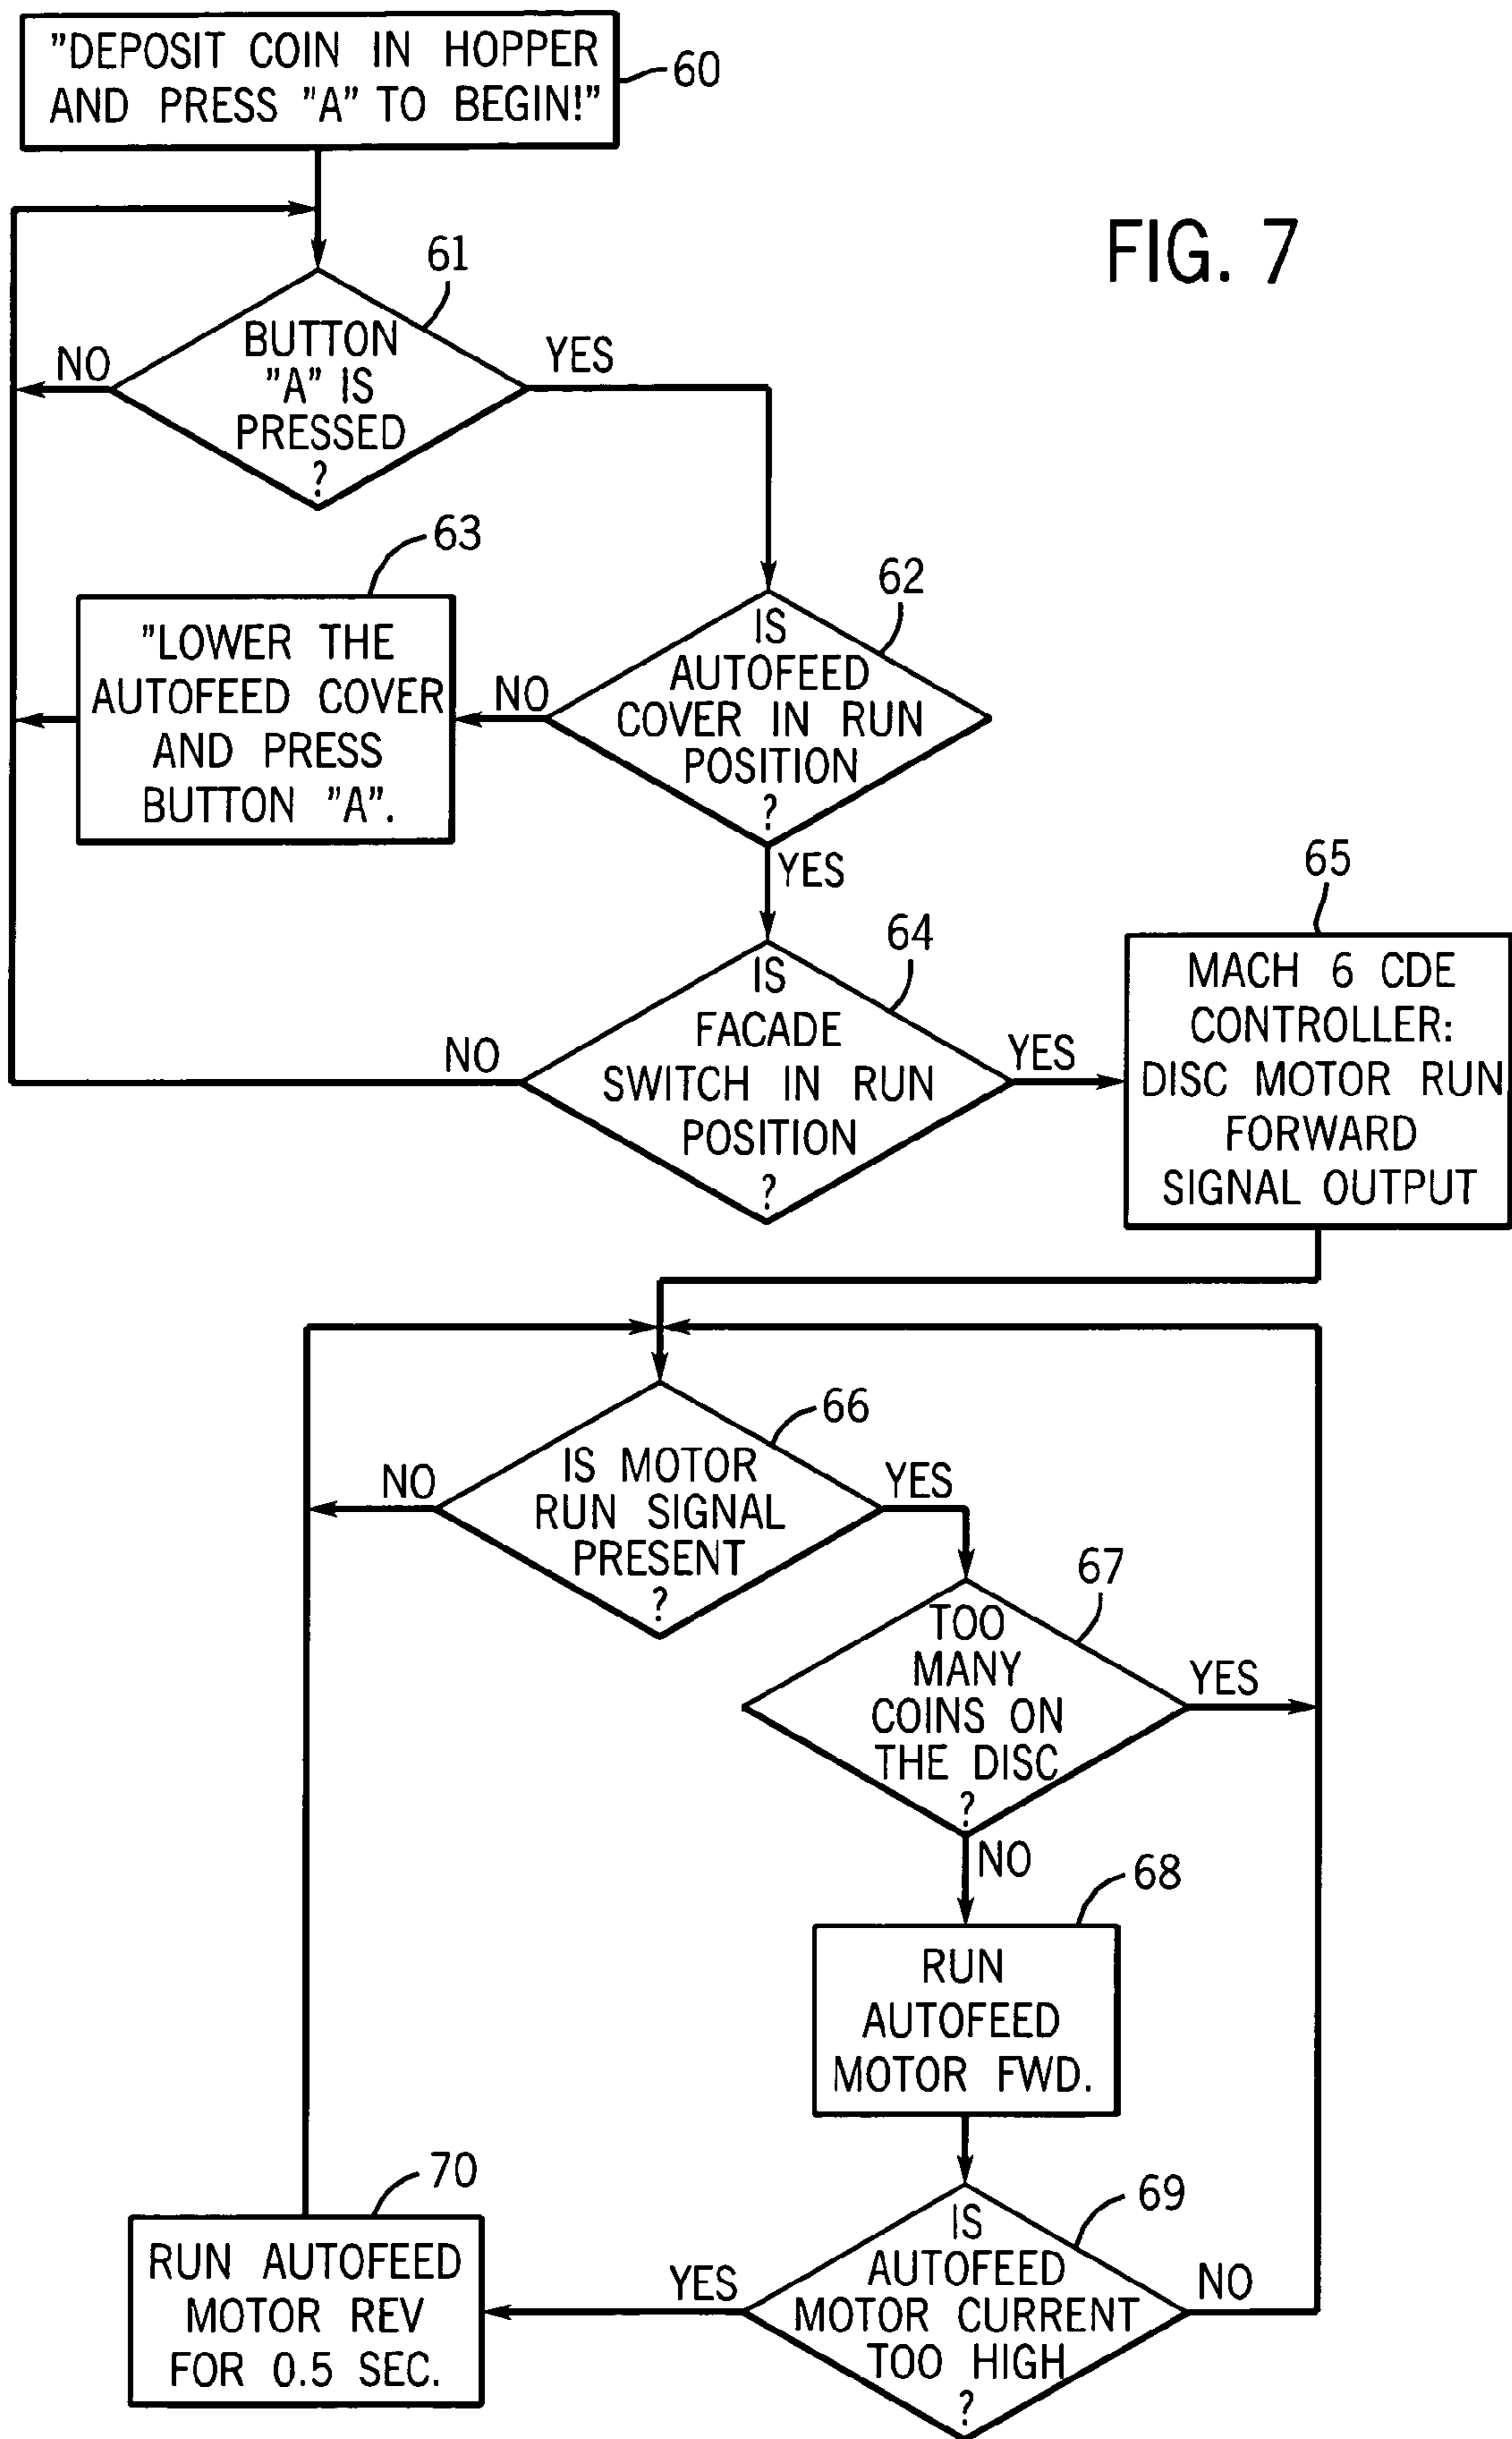 "DEPOSIT COIN IN HOPPER
AND PRESS "A" TO BEGIN!"
60
FIG. 7
61
BUTTON
"A" IS
PRESSED
?
NO
YES
63
"LOWER THE
AUTOFEED COVER
AND PRESS
BUTTON "A".
62
IS
AUTOFEED
COVER IN RUN
POSITION
?
NO
YES
64
IS
FACADE
SWITCH IN RUN
POSITION
?
NO
YES
65
MACH 6 CDE
CONTROLLER:
DISC MOTOR RUN
FORWARD
SIGNAL OUTPUT
66
IS MOTOR
RUN SIGNAL
PRESENT
?
NO
YES
67
TOO
MANY
COINS ON
THE DISC
?
YES
NO
68
RUN
AUTOFEED
MOTOR FWD.
69
IS
AUTOFEED
MOTOR CURRENT
TOO HIGH
?
YES
NO
70
RUN AUTOFEED
MOTOR REV
FOR 0.5 SEC.